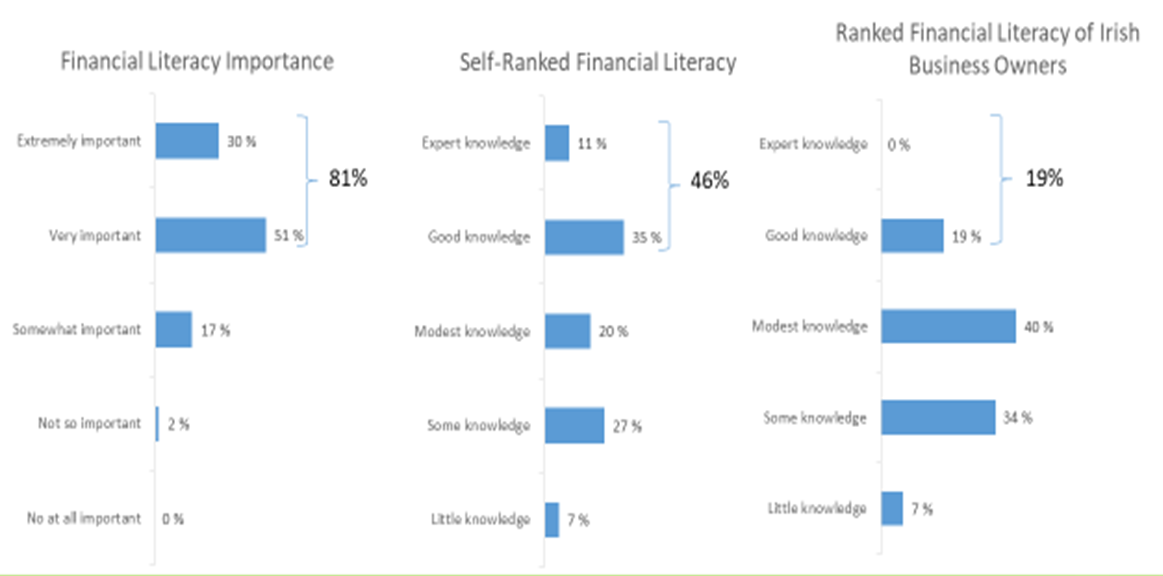 Financial Literacy Importance
Extremely important 30 %
81%
Very important 51 %
Somewhat important 17 %
Not so important 2 %
No at all important 0 %
Self-Ranked Financial Literacy
Expert knowledge 11 %
46%
Good knowledge 35 %
Modest knowledge 20 %
Some knowledge 27 %
Little knowledge 7 %
Ranked Financial Literacy of Irish
Business Owners
Expert knowledge 0 %
19%
Good knowledge 19 %
Modest knowledge 40 %
Some knowledge 34 %
Little knowledge 7 %